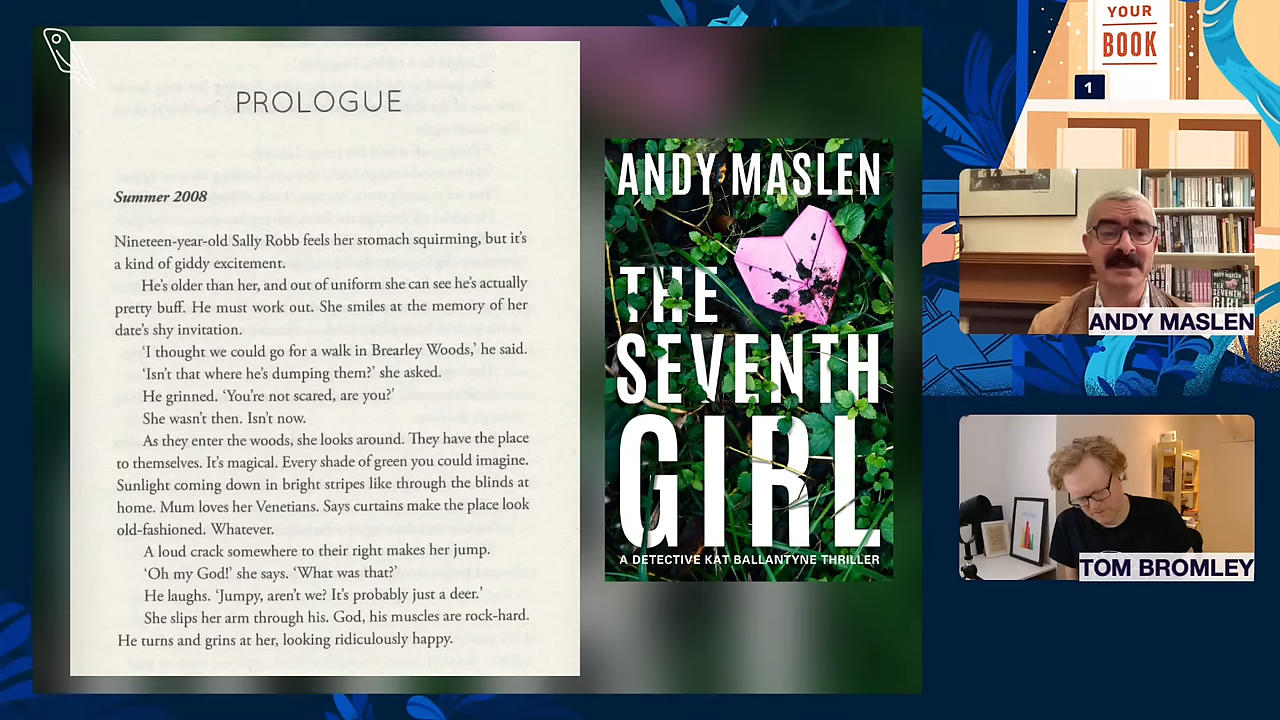 PROLOGUE
Summer 2008
Nineteen-year-old Sally Robb feels her stomach squirming, but it's
a kind of giddy excitement.
He's older than her, and out of uniform she can see he's actually
pretty buff. He must work out. She smiles at the memory of her
date's shy invitation.
'I thought we could go for a walk in Brearley Woods,' he said.
'Isn't that where he's dumping them?' she asked.
He grinned. 'You're not scared, are you?'
She wasn't then. Isn't now.
As they enter the woods, she looks around. They have the place
to themselves. It's magical. Every shade of green you could imagine.
Sunlight coming down in bright stripes like through the blinds at
home. Mum loves her Venetians. Says curtains make the place look
old-fashioned. Whatever.
A loud crack somewhere to their right makes her jump.
'Oh my God!' she says. 'What was that?'
He laughs. 'Jumpy, aren't we? It's probably just a deer.'
She slips her arm through his. God, his muscles are rock-hard.
He turns and grins at her, looking ridiculously happy.
ANDY MASLEN
THE
SEVENTH
GIRL
A DETECTIVE KAT BALLANTYNE THRILLER
YOUR
BOOK
1
ANDY MASLEN
THE
SEVENTH
GIRL
ANDY MASLEN
TOM BROMLEY